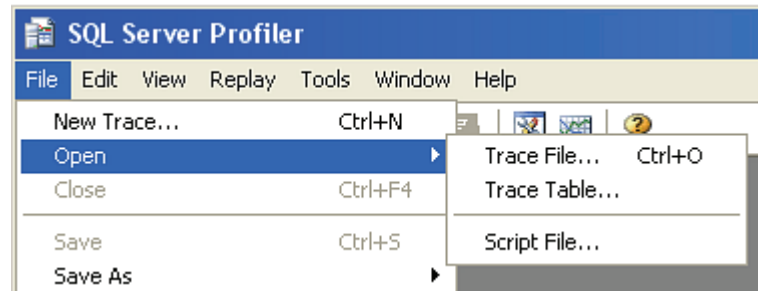 SQL Server Profiler
File Edit View Replay Tools Window Help
New Trace... Ctrl+N
Open
Trace File... Ctrl+O
Close Ctrl+F4
Trace Table...
Save Ctrl+S
Script File...
Save As